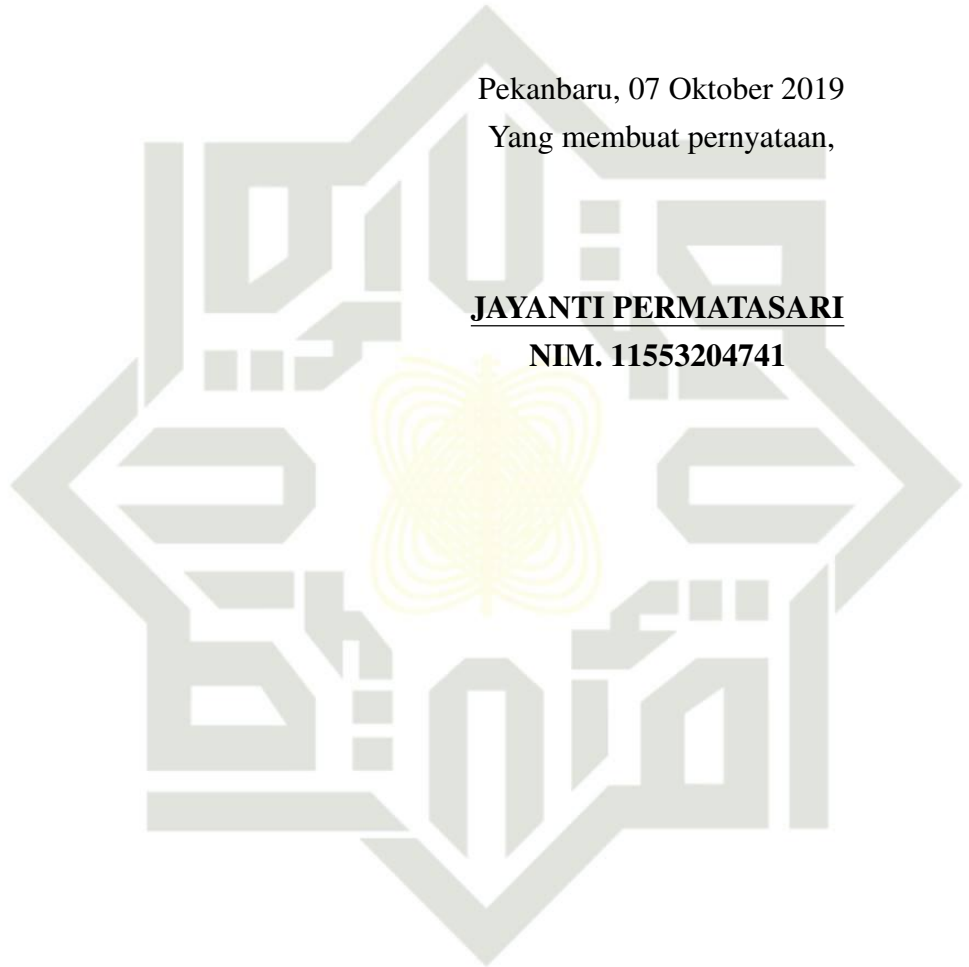 Pekanbaru, 07 Oktober 2019
Yang membuat pernyataan,
JAYANTI PERMATASARI
NIM. 11553204741